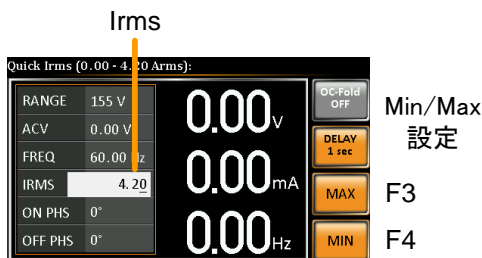 Irms
Quick Irms (0.00 - 4.20 Arms):
RANGE 155 V
ACV 0.00 V
FREQ 60.00 Hz
IRMS 4.20
ON PHS 0°
OFF PHS 0°
0.00V
0.00mA
0.00Hz
OC-Fold
OFF
DELAY
1 sec
MAX
MIN
Min/Max
設定
F3
F4